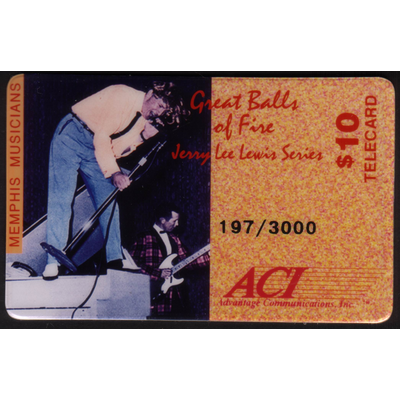 MEMPHIS MUSICIANS
Great Balls
of Fire
Jerry Lee Lewis Series
$10
TELECARD
197/3000
ACI
Advantage Communications, Inc.